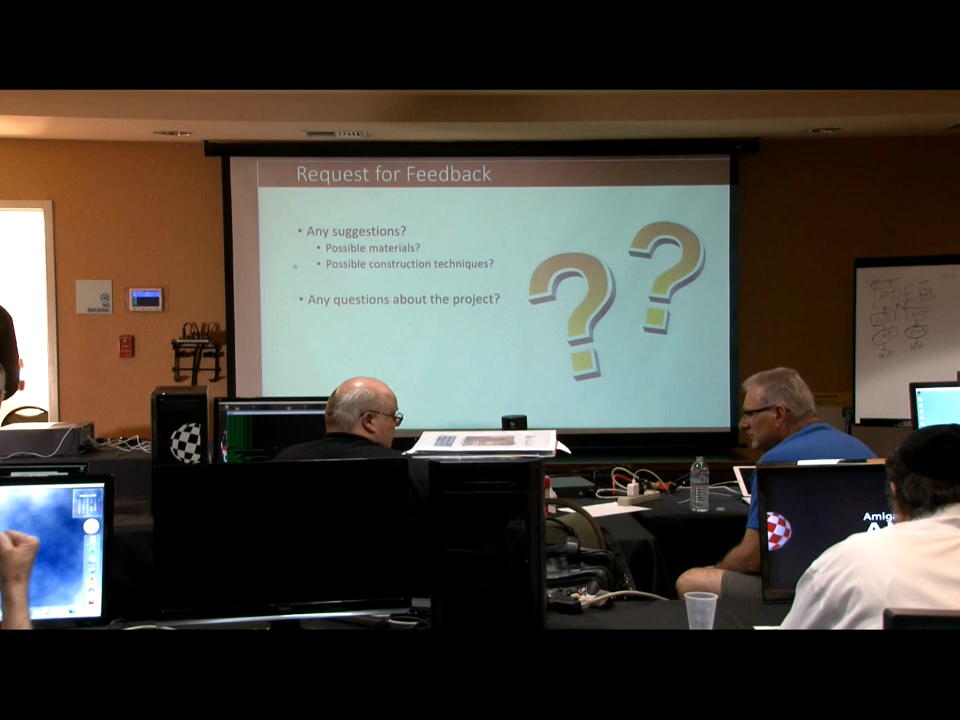 Request for Feedback
• Any suggestions?
• Possible materials?
• Possible construction techniques?
• Any questions about the project?
??
NO
SMOKING
Amiga